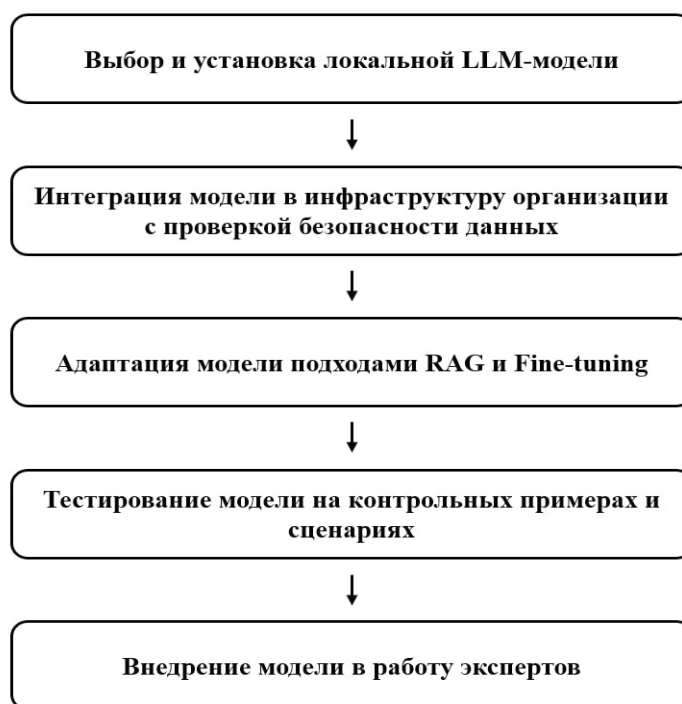 Выбор и установка локальной LLM-модели
Интеграция модели в инфраструктуру организации
с проверкой безопасности данных
Адаптация модели подходами RAG и Fine-tuning
Тестирование модели на контрольных примерах и
сценариях
Внедрение модели в работу экспертов